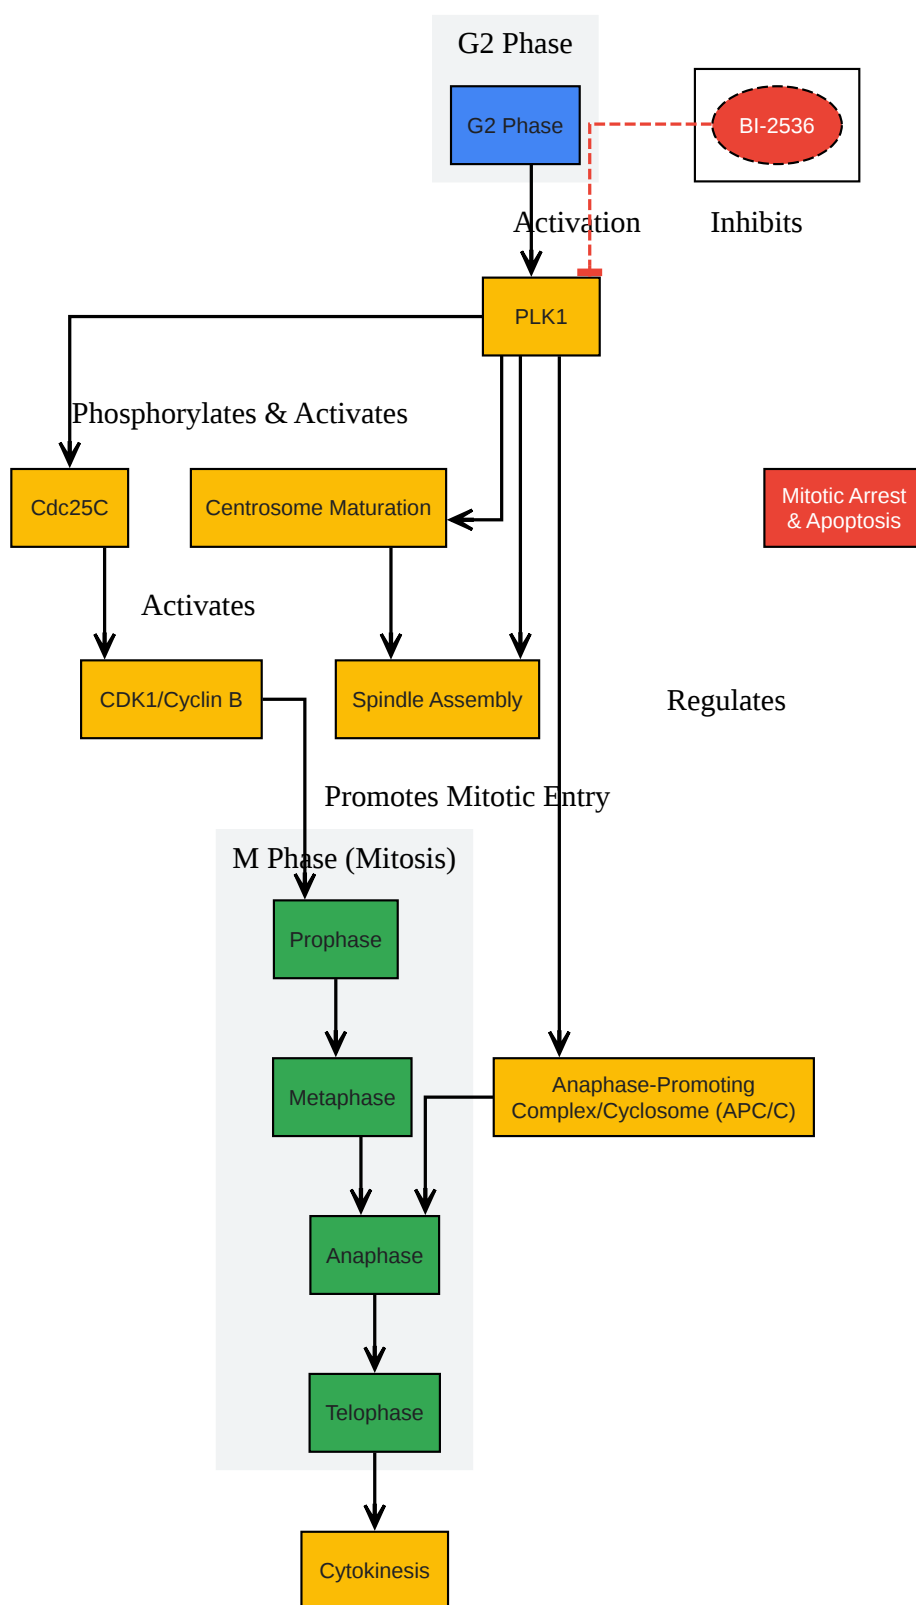 G2 Phase
G2 Phase
BI-2536
Activation
Inhibits
PLK1
Phosphorylates & Activates
Cdc25C
Centrosome Maturation
Mitotic Arrest
& Apoptosis
Activates
CDK1/Cyclin B
Spindle Assembly
Regulates
Promotes Mitotic Entry
M Phase (Mitosis)
Prophase
Metaphase
Anaphase-Promoting
Complex/Cyclosome (APC/C)
Anaphase
Telophase
Cytokinesis